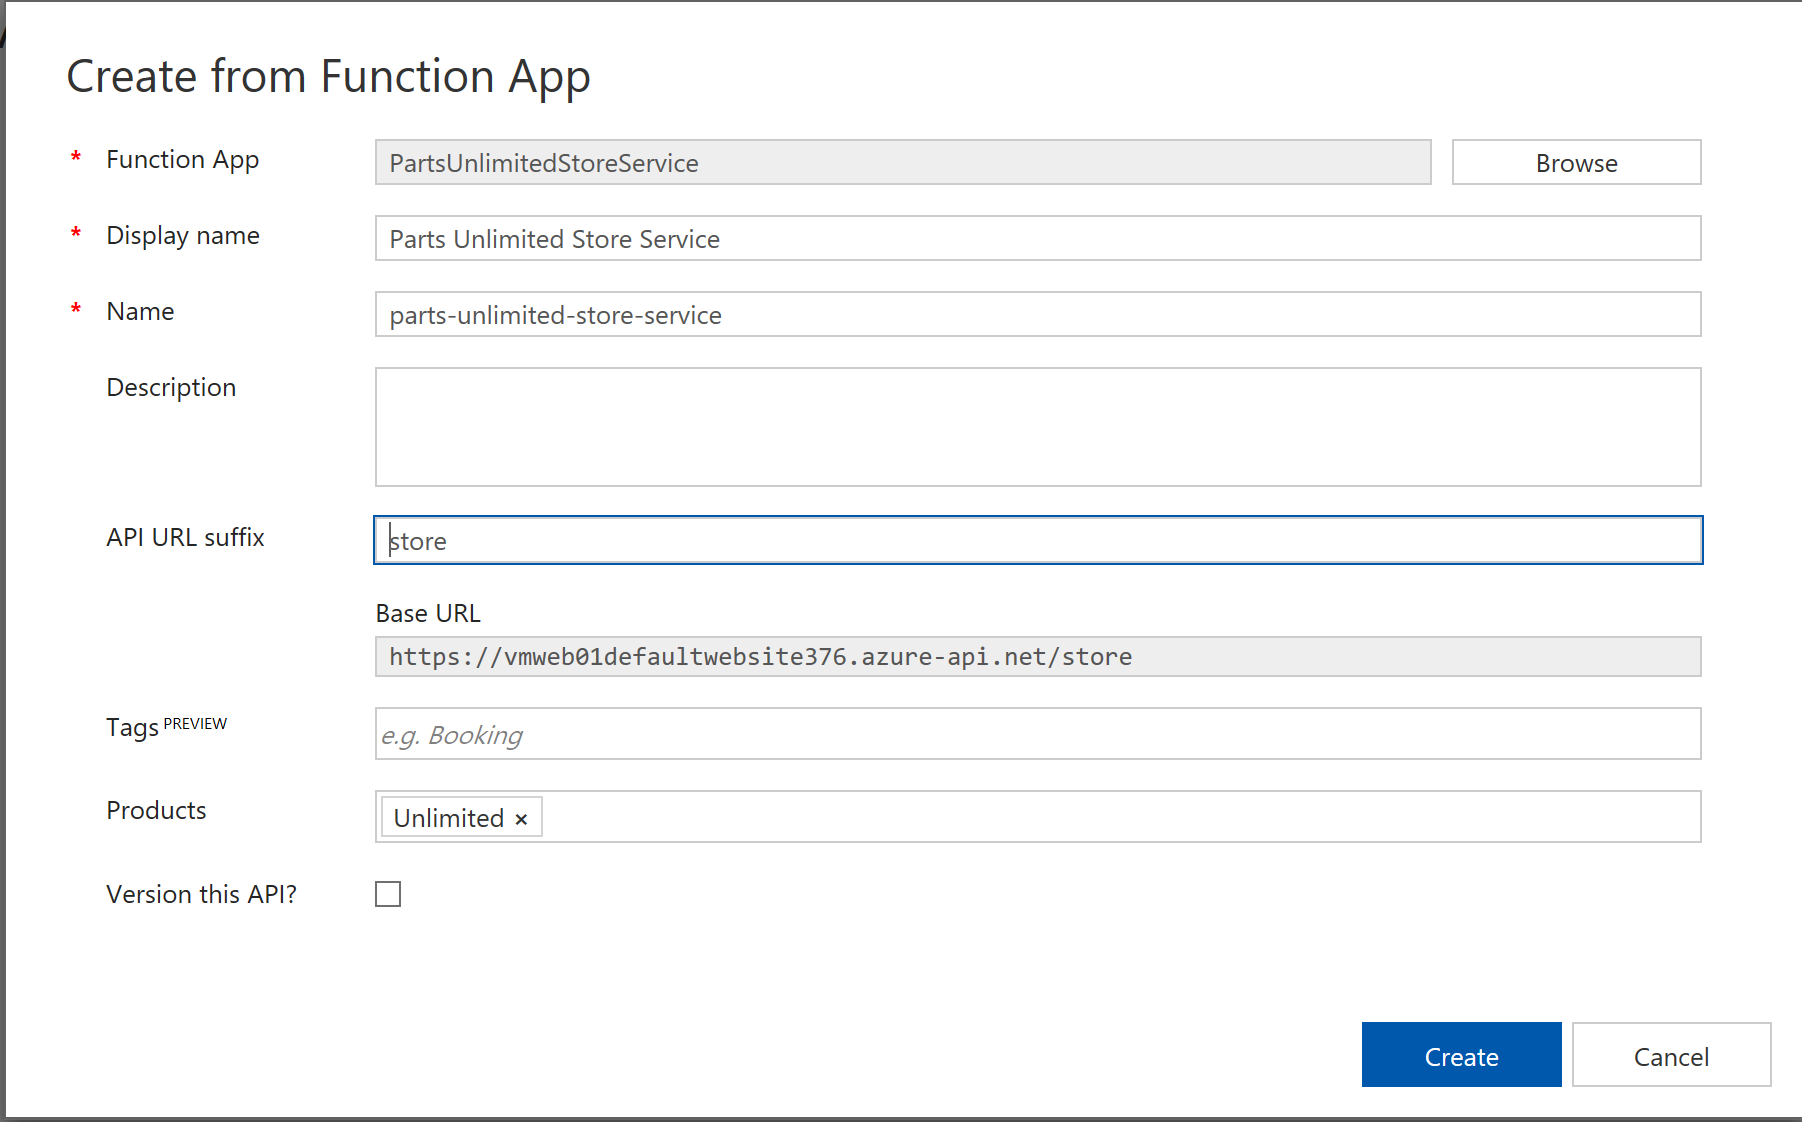 Create from Function App
* Function App PartsUnlimitedStoreService Browse
* Display name Parts Unlimited Store Service
* Name parts-unlimited-store-service
Description
API URL suffix store
Base URL
https://vmweb01defaultwebsite376.azure-api.net/store
Tags PREVIEW e.g. Booking
Products Unlimited ×
Version this API?
Create Cancel